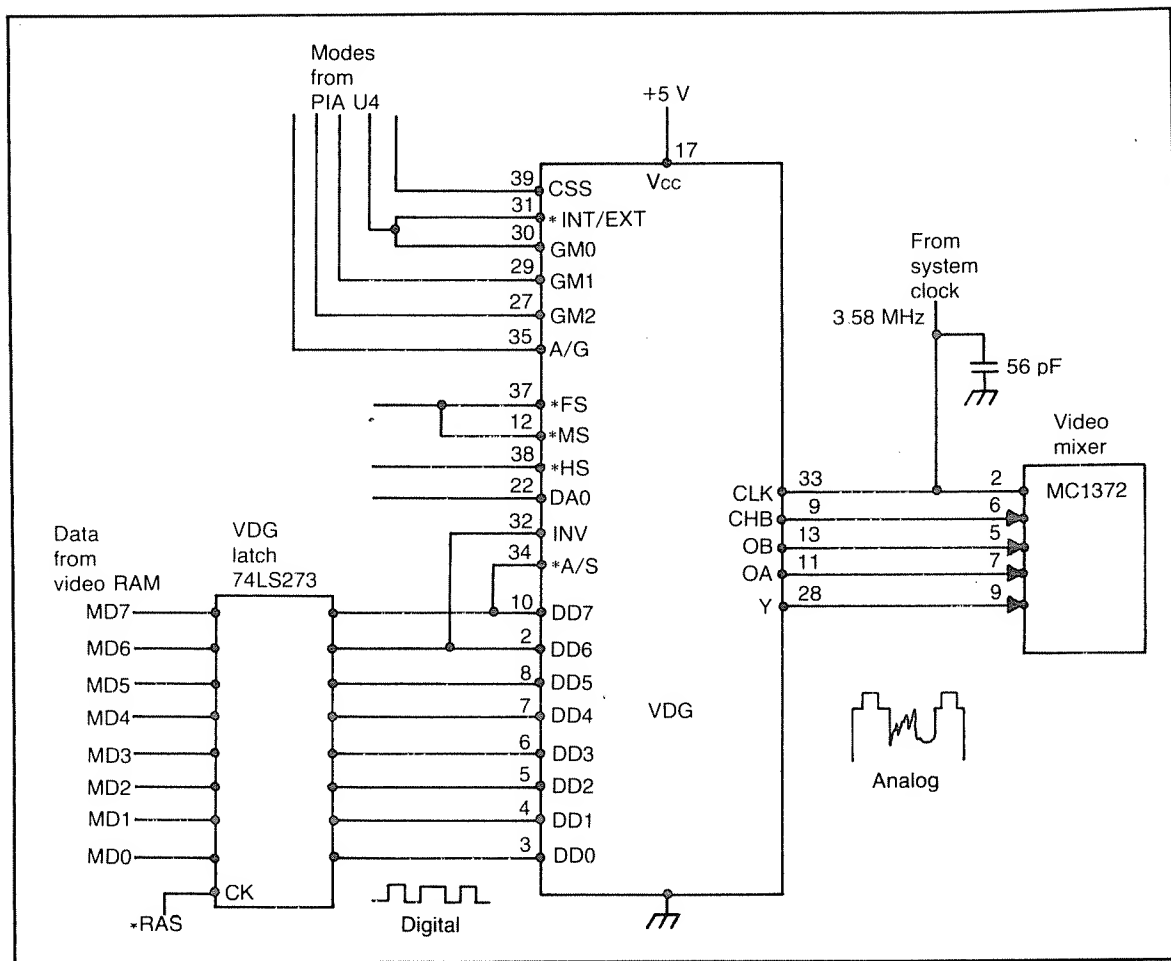 Modes
from
PIA U4
+5 V
17
Vcc
39 CSS
31 *INT/EXT
30 GM0
29 GM1
27 GM2
35 A/G
37 *FS
12 *MS
38 *HS
22 DA0
32 INV
34 *A/S
10 DD7
2 DD6
8 DD5
7 DD4
6 DD3
5 DD2
4 DD1
3 DD0
VDG
From
system
clock
3.58 MHz
56 pF
Video
mixer
MC1372
CLK 33 2
CHB 9 6
OB 13 5
OA 11 7
Y 28 9
Analog
Data
from
video RAM
VDG
latch
74LS273
MD7
MD6
MD5
MD4
MD3
MD2
MD1
MD0
CK
*RAS
Digital